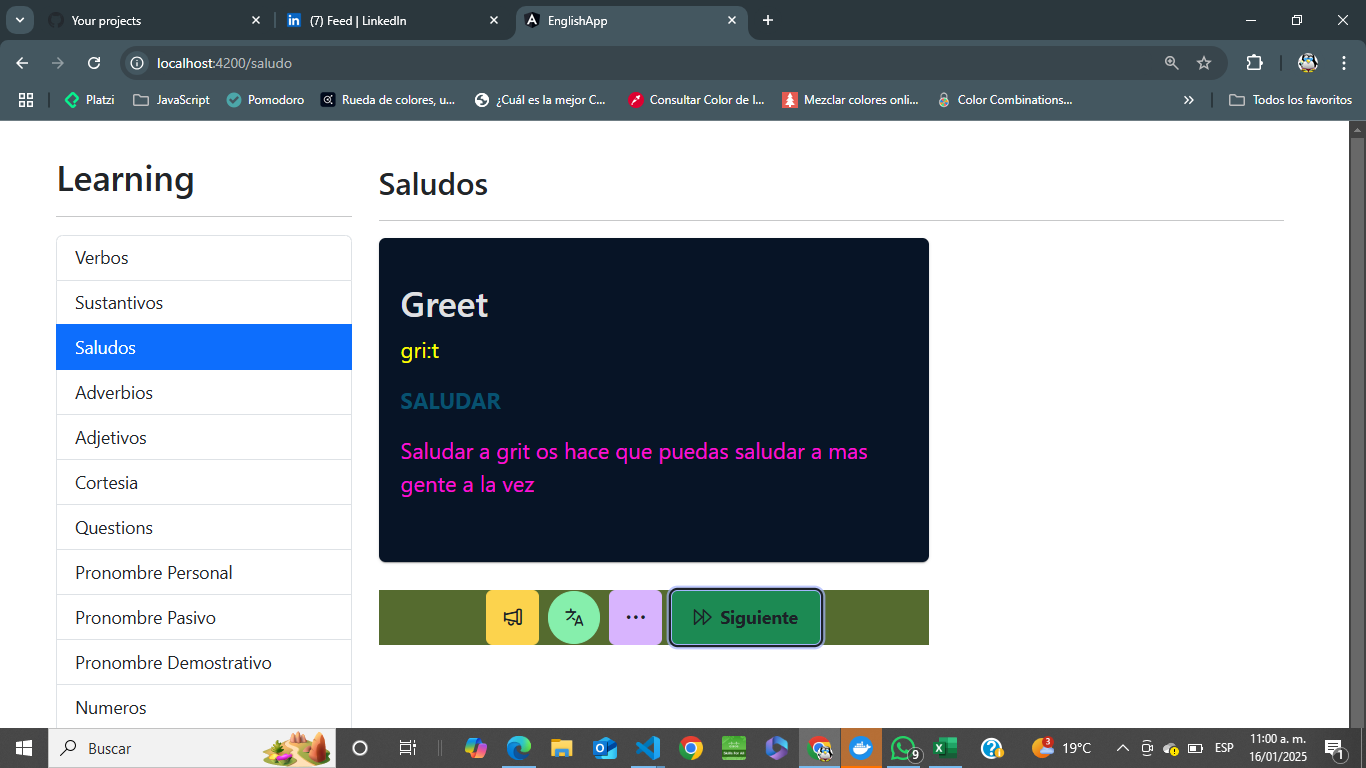 Your projects
(7) Feed | LinkedIn
EnglishApp
localhost:4200/saludo
Platzi
JavaScript
Pomodoro
Rueda de colores, u...
¿Cuál es la mejor C...
Consultar Color de l...
Mezclar colores onli...
Color Combinations...
Todos los favoritos
Learning
Verbos
Sustantivos
Saludos
Adverbios
Adjetivos
Cortesia
Questions
Pronombre Personal
Pronombre Pasivo
Pronombre Demostrativo
Numeros
Saludos
Greet
gri:t
SALUDAR
Saludar a grit os hace que puedas saludar a mas
gente a la vez
Siguiente
Buscar
9
3
19°C
ESP
11:00 a. m.
16/01/2025
1